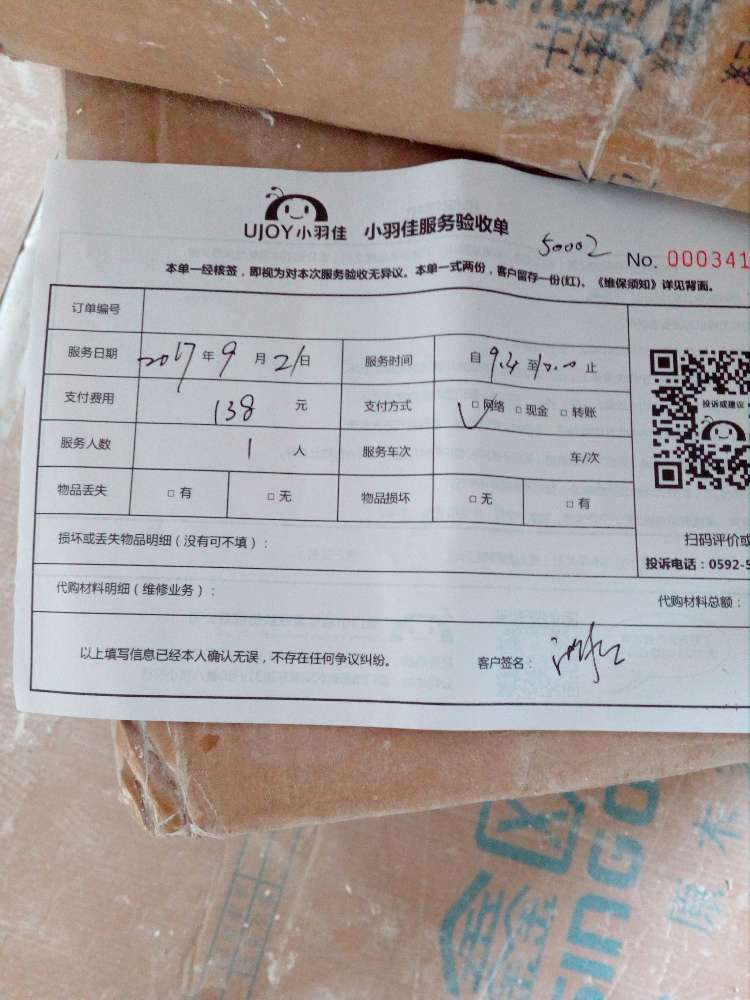 UJOY小羽佳 小羽佳服务验收单 50002 No. 000341
本单一经核签，即视为对本次服务验收无异议。本单一式两份，客户留存一份(红)。《维保须知》详见背面。
订单编号
服务日期 2017年9月21日 服务时间 自 至 止
支付费用 138 元 支付方式 □网络 □现金 □转账
投诉或建议
服务人数 1 人 服务车次 车/次
物品丢失 □有 □无 物品损坏 □无 □有
损坏或丢失物品明细（没有可不填）：
扫码评价或
投诉电话：0592-5
代购材料明细（维修业务）：
代购材料总额：
以上填写信息已经本人确认无误，不存在任何争议纠纷。 客户签名：